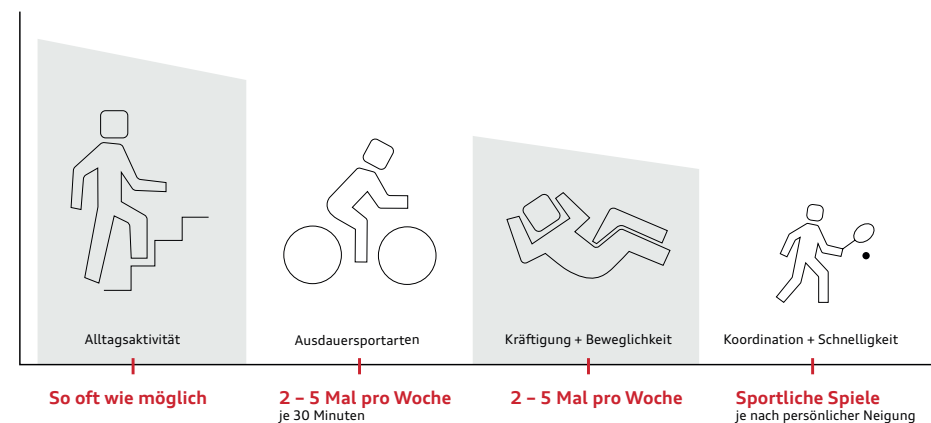 Alltagsaktivität
Ausdauersportarten
Kräftigung + Beweglichkeit
Koordination + Schnelligkeit
So oft wie möglich
2 – 5 Mal pro Woche
je 30 Minuten
2 – 5 Mal pro Woche
Sportliche Spiele
je nach persönlicher Neigung